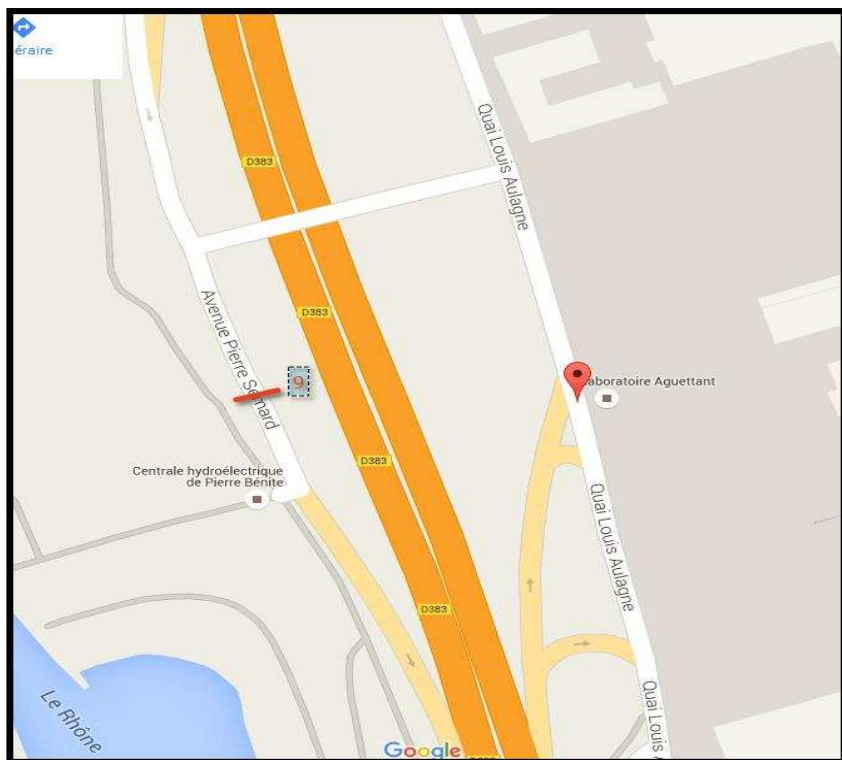 éraire
Quai Louis Aulagne
D383
Avenue Pierre Sémard
D383
9
Laboratoire Aguettant
Centrale hydroélectrique
de Pierre Bénite
D383
Quai Louis Aulagne
D383
Le Rhône
Quai Louis A
Google